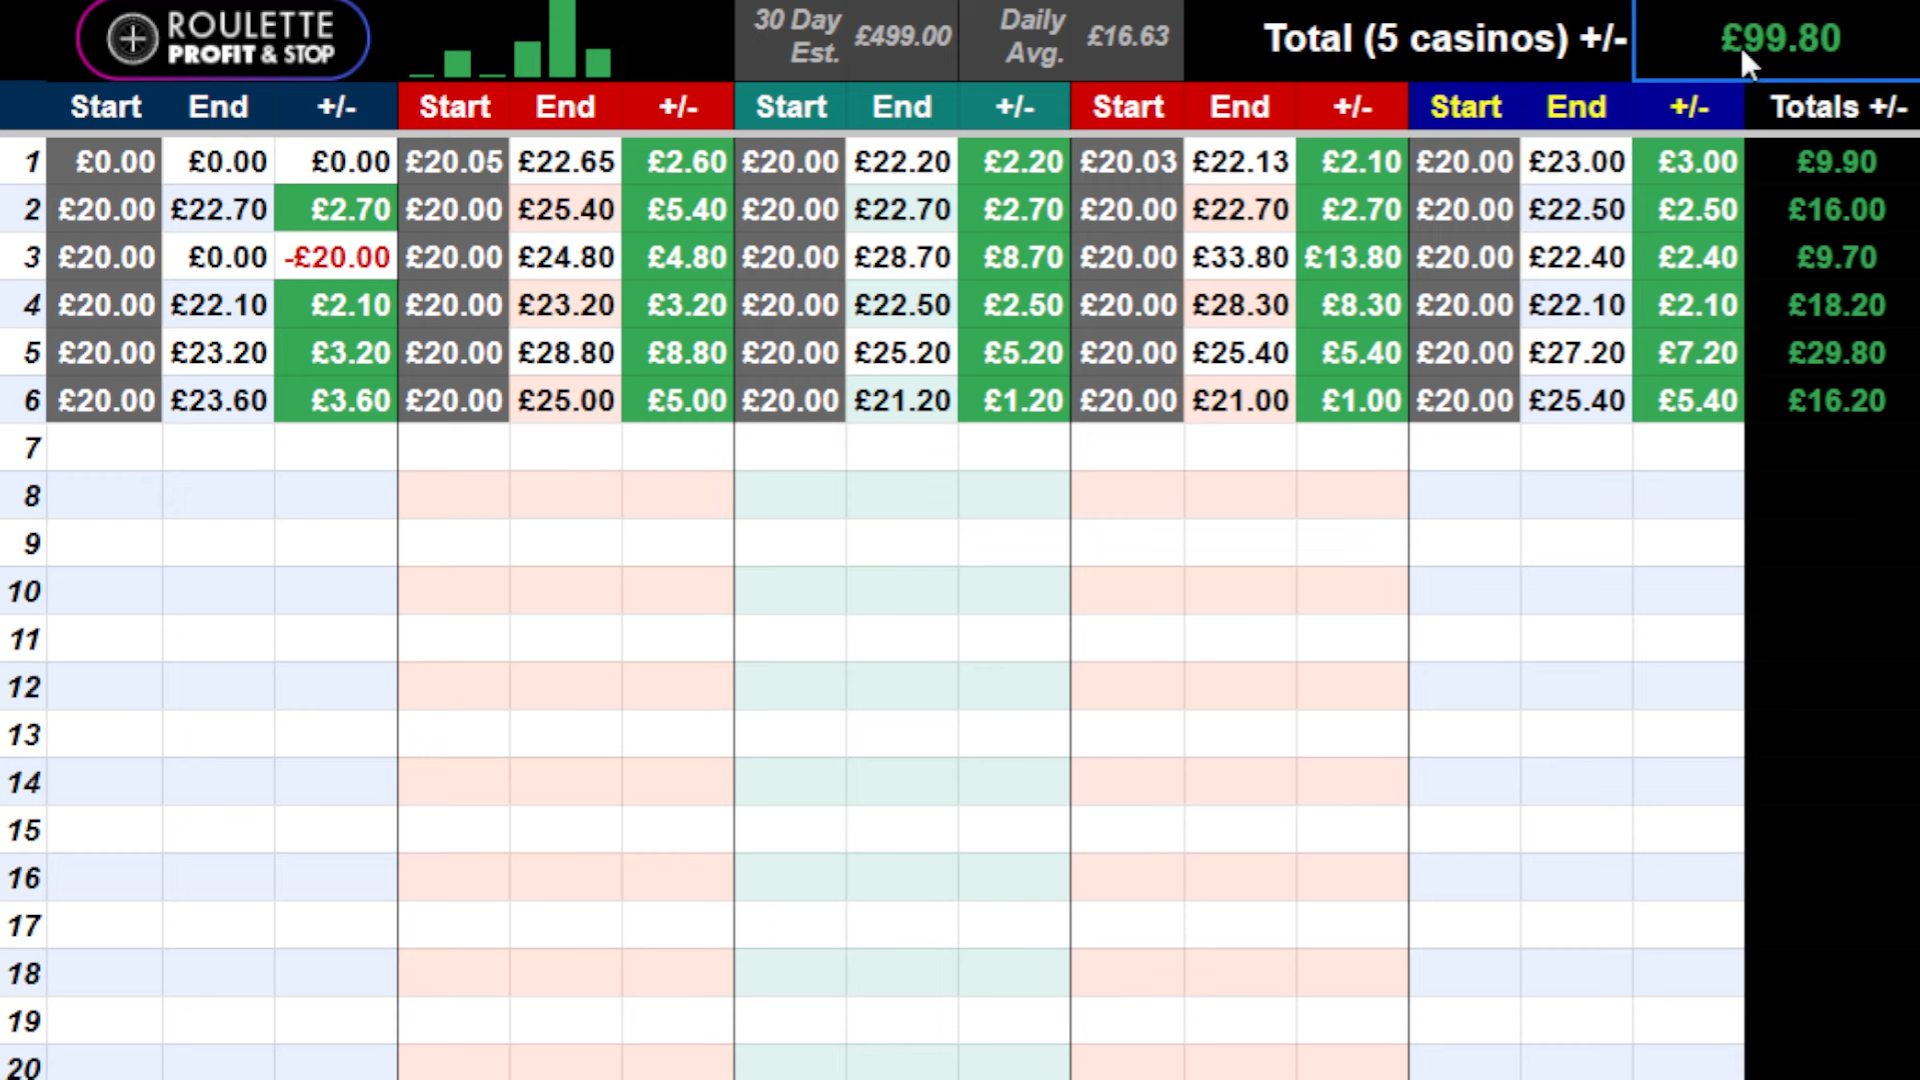 ROULETTE
PROFIT & STOP
30 Day Est. £499.00 Daily Avg. £16.63 Total (5 casinos) +/- £99.80
Start End +/- Start End +/- Start End +/- Start End +/- Start End +/- Totals +/-
1 £0.00 £0.00 £0.00 £20.05 £22.65 £2.60 £20.00 £22.20 £2.20 £20.03 £22.13 £2.10 £20.00 £23.00 £3.00 £9.90
2 £20.00 £22.70 £2.70 £20.00 £25.40 £5.40 £20.00 £22.70 £2.70 £20.00 £22.70 £2.70 £20.00 £22.50 £2.50 £16.00
3 £20.00 £0.00 -£20.00 £20.00 £24.80 £4.80 £20.00 £28.70 £8.70 £20.00 £33.80 £13.80 £20.00 £22.40 £2.40 £9.70
4 £20.00 £22.10 £2.10 £20.00 £23.20 £3.20 £20.00 £22.50 £2.50 £20.00 £28.30 £8.30 £20.00 £22.10 £2.10 £18.20
5 £20.00 £23.20 £3.20 £20.00 £28.80 £8.80 £20.00 £25.20 £5.20 £20.00 £25.40 £5.40 £20.00 £27.20 £7.20 £29.80
6 £20.00 £23.60 £3.60 £20.00 £25.00 £5.00 £20.00 £21.20 £1.20 £20.00 £21.00 £1.00 £20.00 £25.40 £5.40 £16.20
7
8
9
10
11
12
13
14
15
16
17
18
19
20